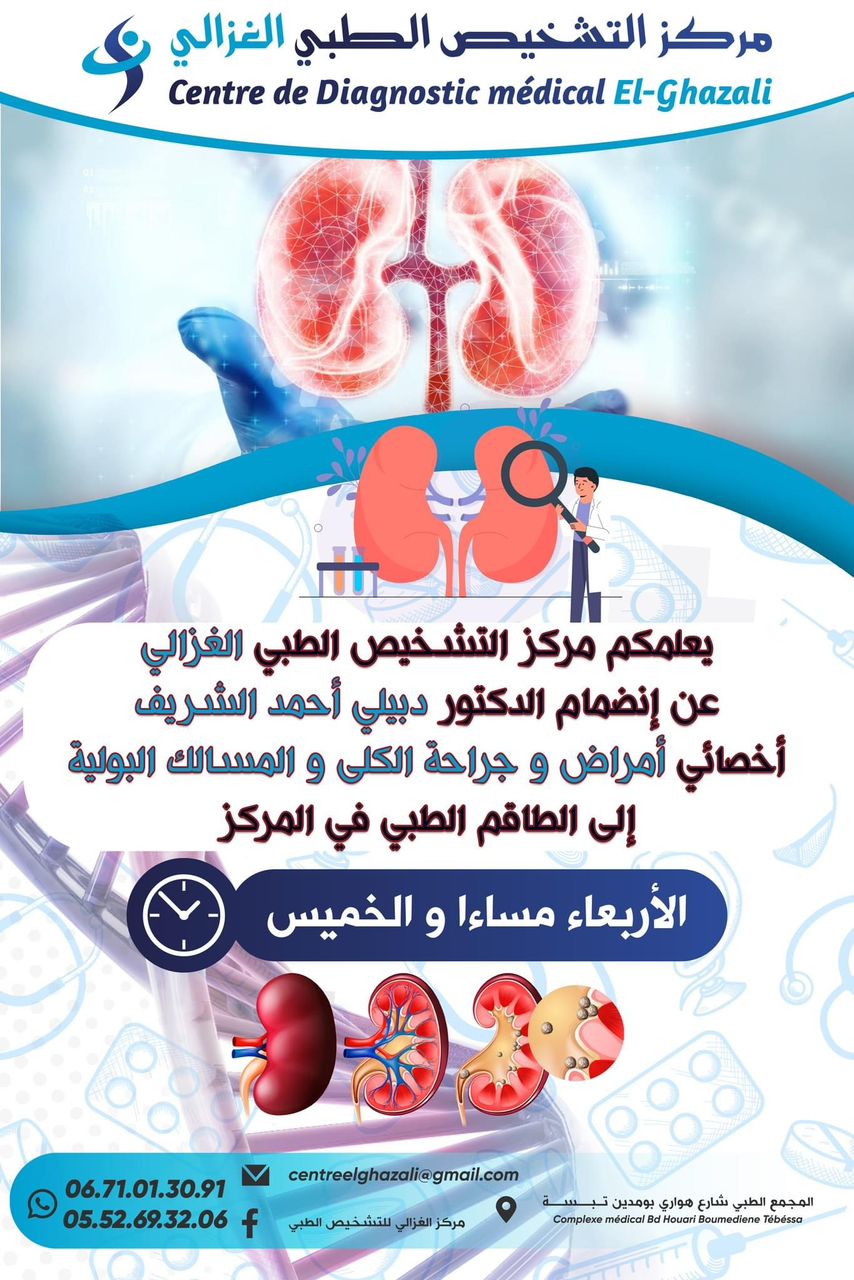 مركز التشخيص الطبي الغزالي
Centre de Diagnostic médical El-Ghazali
يعلمكم مركز التشخيص الطبي الغزالي
عن إنضمام الدكتور دبيلي أحمد الشريف
أخصائي أمراض و جراحة الكلى و المسالك البولية
إلى الطاقم الطبي في المركز
الأربعاء مساءا و الخميس
06.71.01.30.91
05.52.69.32.06
centreelghazali@gmail.com
مركز الغزالي للتشخيص الطبي
المجمع الطبي شارع هواري بومدين تبـــســـــة
Complexe médical Bd Houari Boumediene Tébéssa